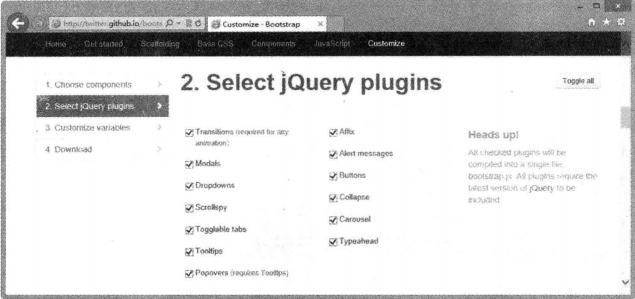 http://twitter.github.io/boots
Customize - Bootstrap
Home Get started Scaffolding Base CSS Components JavaScript Customize
1. Choose components
2. Select jQuery plugins
3. Customize variables
4. Download
2. Select jQuery plugins
Toggle all
Transitions (required for any
animation)
Modals
Dropdowns
Scrollspy
Togglable tabs
Tooltips
Popovers (requires Tooltips)
Affix
Alert messages
Buttons
Collapse
Carousel
Typeahead
Heads up!
All checked plugins will be
compiled into a single file,
bootstrap.js. All plugins require the
latest version of jQuery to be
included.